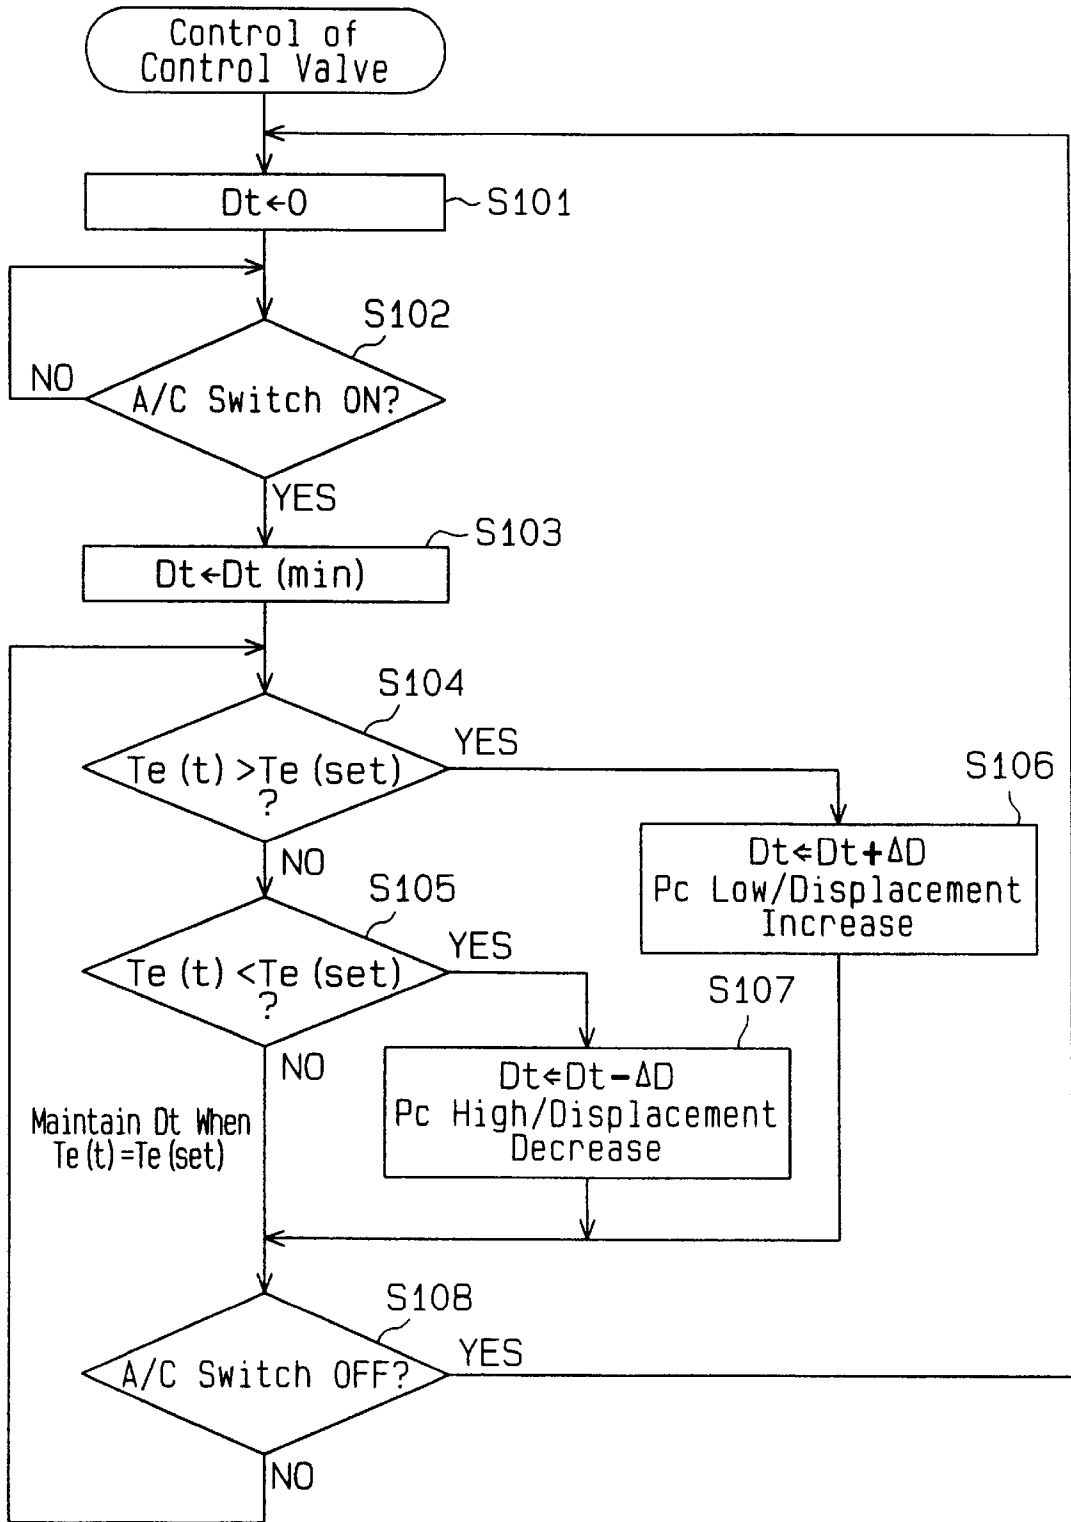 Control of
Control Valve
Dt←0
S101
S102
NO
A/C Switch ON?
YES
S103
Dt←Dt (min)
S104
YES
Te (t) >Te (set)
?
S106
Dt⇐Dt+ΔD
Pc Low/Displacement
Increase
NO
S105
YES
Te (t) <Te (set)
?
S107
Dt⇐Dt-ΔD
Pc High/Displacement
Decrease
NO
Maintain Dt When
Te (t) =Te (set)
S108
YES
A/C Switch OFF?
NO